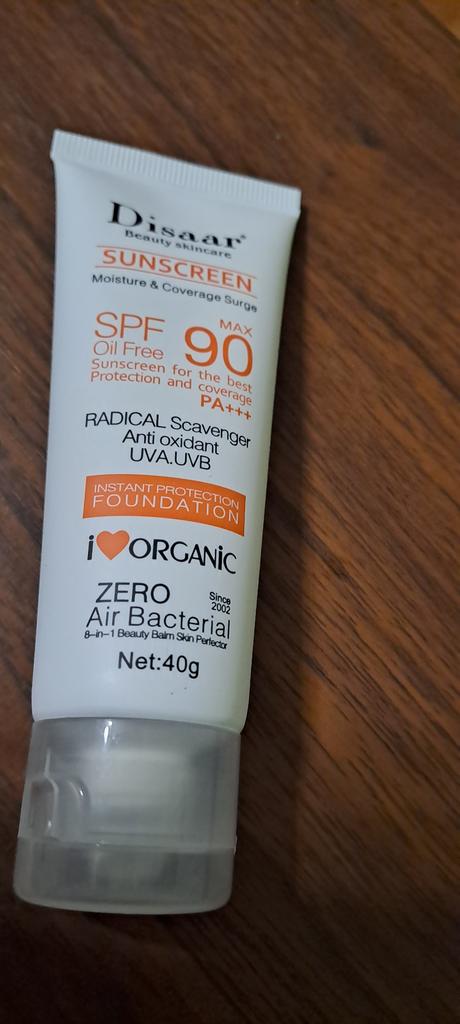 Disaar®
Beauty skincare
SUNSCREEN
Moisture & Coverage Surge
SPF MAX 90
Oil Free
Sunscreen for the best
Protection and coverage
PA+++
RADICAL Scavenger
Anti oxidant
UVA.UVB
INSTANT PROTECTION
FOUNDATION
i ORGANiC
ZERO Since 2002
Air Bacterial
8-in-1 Beauty Balm Skin Perfector
Net:40g